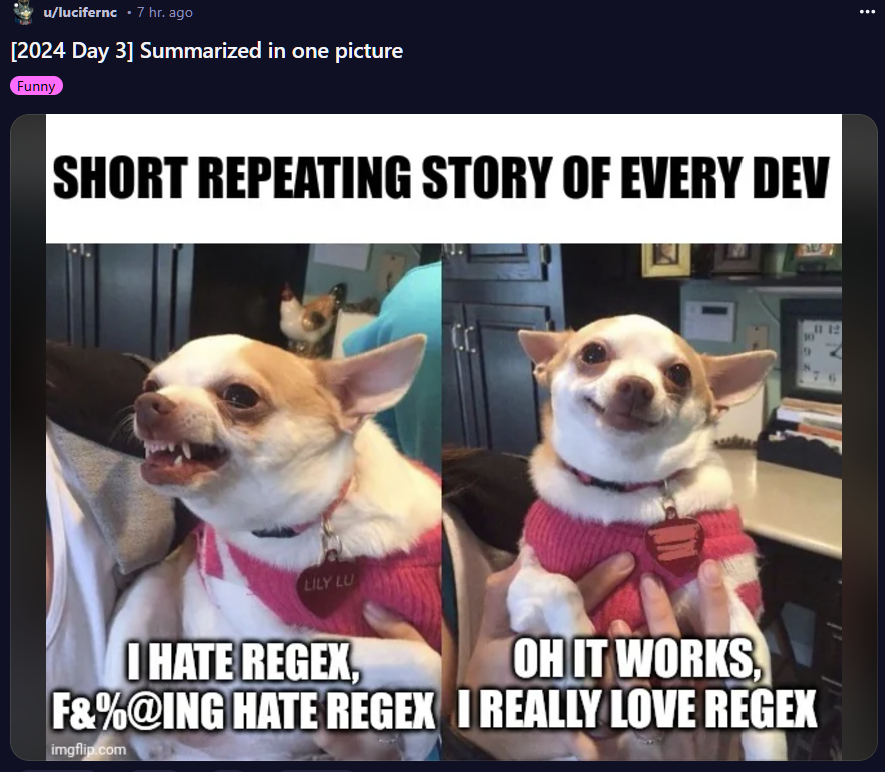 u/lucifernc • 7 hr. ago
[2024 Day 3] Summarized in one picture
Funny
SHORT REPEATING STORY OF EVERY DEV
LILY LU
I HATE REGEX,
F&%@ING HATE REGEX
OH IT WORKS,
I REALLY LOVE REGEX
imgflip.com